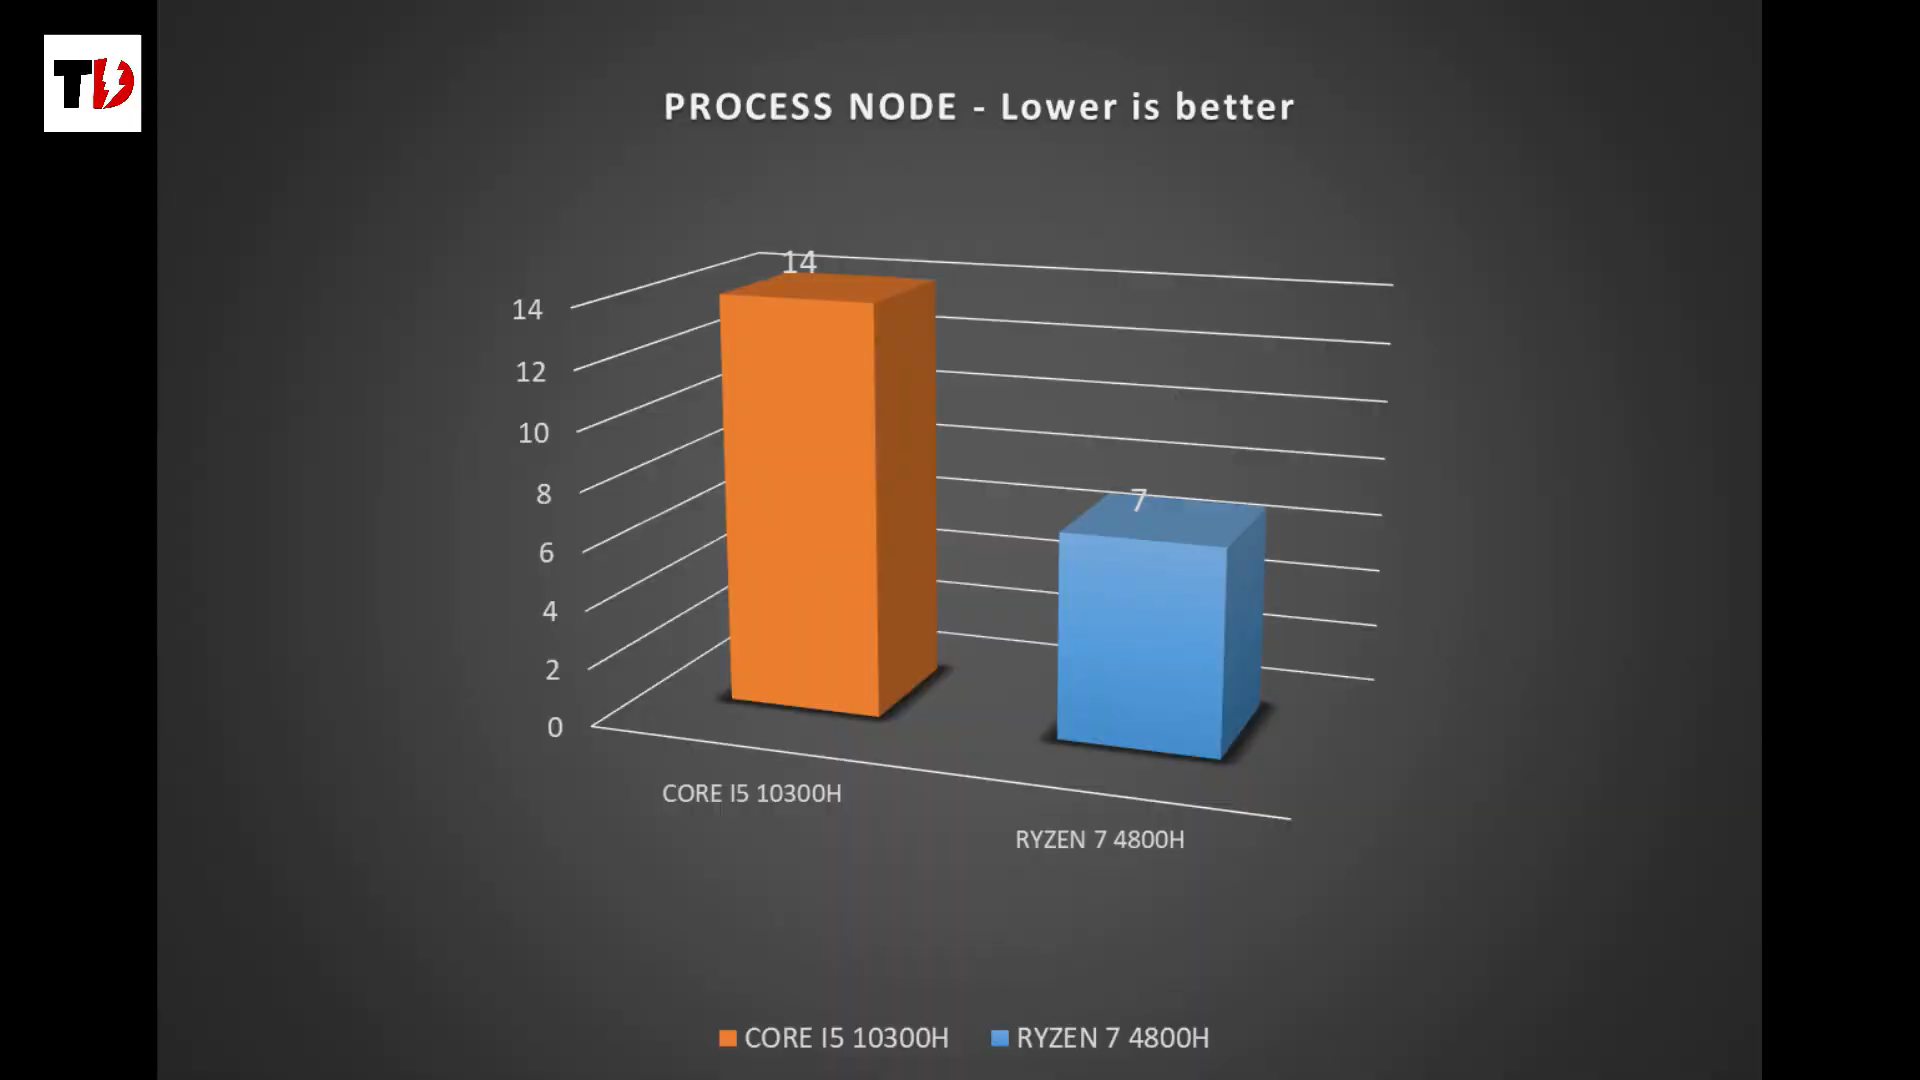 TD
PROCESS NODE - Lower is better
14
14
12
10
8
7
6
4
2
0
CORE I5 10300H
RYZEN 7 4800H
CORE I5 10300H
RYZEN 7 4800H